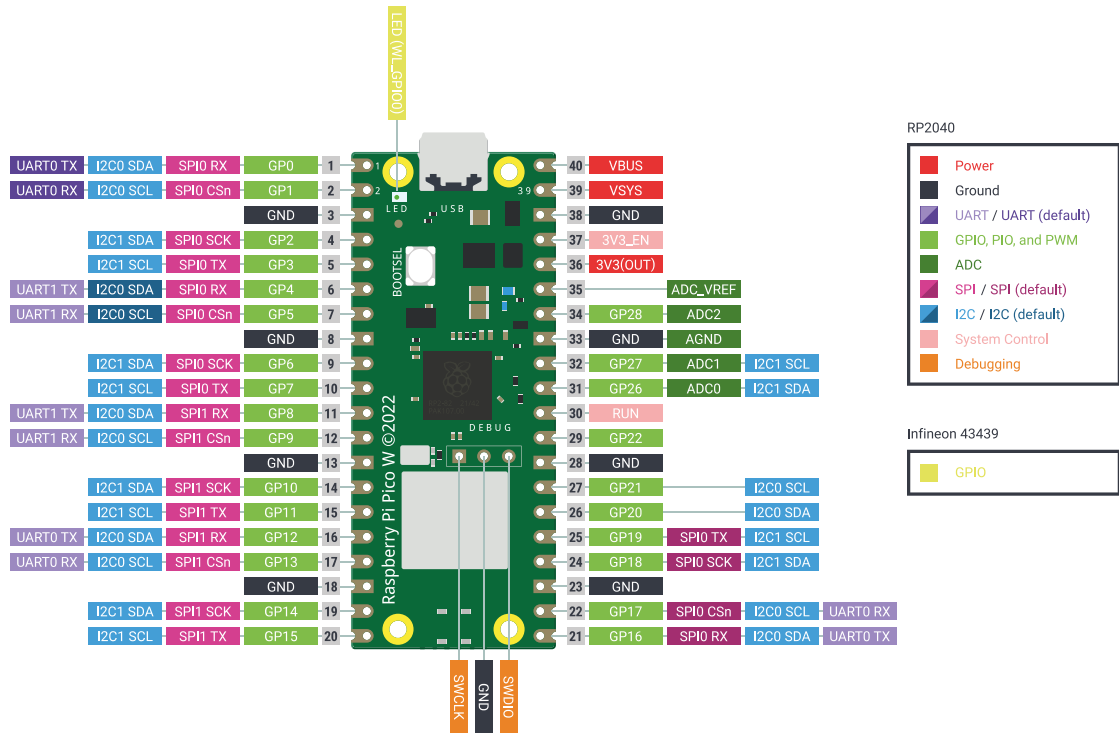 LED (WL_GPIO0)
UART0 TX I2C0 SDA SPI0 RX GP0 1
UART0 RX I2C0 SCL SPI0 CSn GP1 2
GND 3
I2C1 SDA SPI0 SCK GP2 4
I2C1 SCL SPI0 TX GP3 5
UART1 TX I2C0 SDA SPI0 RX GP4 6
UART1 RX I2C0 SCL SPI0 CSn GP5 7
GND 8
I2C1 SDA SPI0 SCK GP6 9
I2C1 SCL SPI0 TX GP7 10
UART1 TX I2C0 SDA SPI1 RX GP8 11
UART1 RX I2C0 SCL SPI1 CSn GP9 12
GND 13
I2C1 SDA SPI1 SCK GP10 14
I2C1 SCL SPI1 TX GP11 15
UART0 TX I2C0 SDA SPI1 RX GP12 16
UART0 RX I2C0 SCL SPI1 CSn GP13 17
GND 18
I2C1 SDA SPI1 SCK GP14 19
I2C1 SCL SPI1 TX GP15 20
1
2
39
LED
USB
BOOTSEL
DEBUG
Raspberry Pi Pico W ©2022
SWCLK
GND
SWDIO
40 VBUS
39 VSYS
38 GND
37 3V3_EN
36 3V3(OUT)
35 ADC_VREF
34 GP28 ADC2
33 GND AGND
32 GP27 ADC1 I2C1 SCL
31 GP26 ADC0 I2C1 SDA
30 RUN
29 GP22
28 GND
27 GP21 I2C0 SCL
26 GP20 I2C0 SDA
25 GP19 SPI0 TX I2C1 SCL
24 GP18 SPI0 SCK I2C1 SDA
23 GND
22 GP17 SPI0 CSn I2C0 SCL UART0 RX
21 GP16 SPI0 RX I2C0 SDA UART0 TX
RP2040
Power
Ground
UART / UART (default)
GPIO, PIO, and PWM
ADC
SPI / SPI (default)
I2C / I2C (default)
System Control
Debugging
Infineon 43439
GPIO